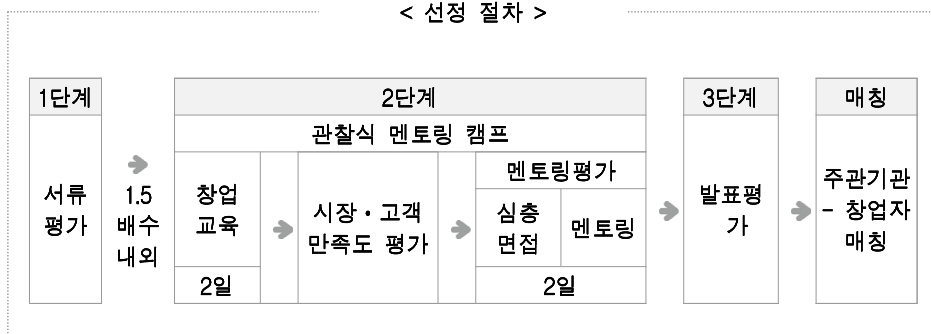 < 선정 절차 >
1단계
서류
평가
1.5
배수
내외
2단계
관찰식 멘토링 캠프
창업
교육
2일
시장·고객
만족도 평가
멘토링평가
심층
면접
멘토링
2일
3단계
발표평
가
매칭
주관기관
- 창업자
매칭